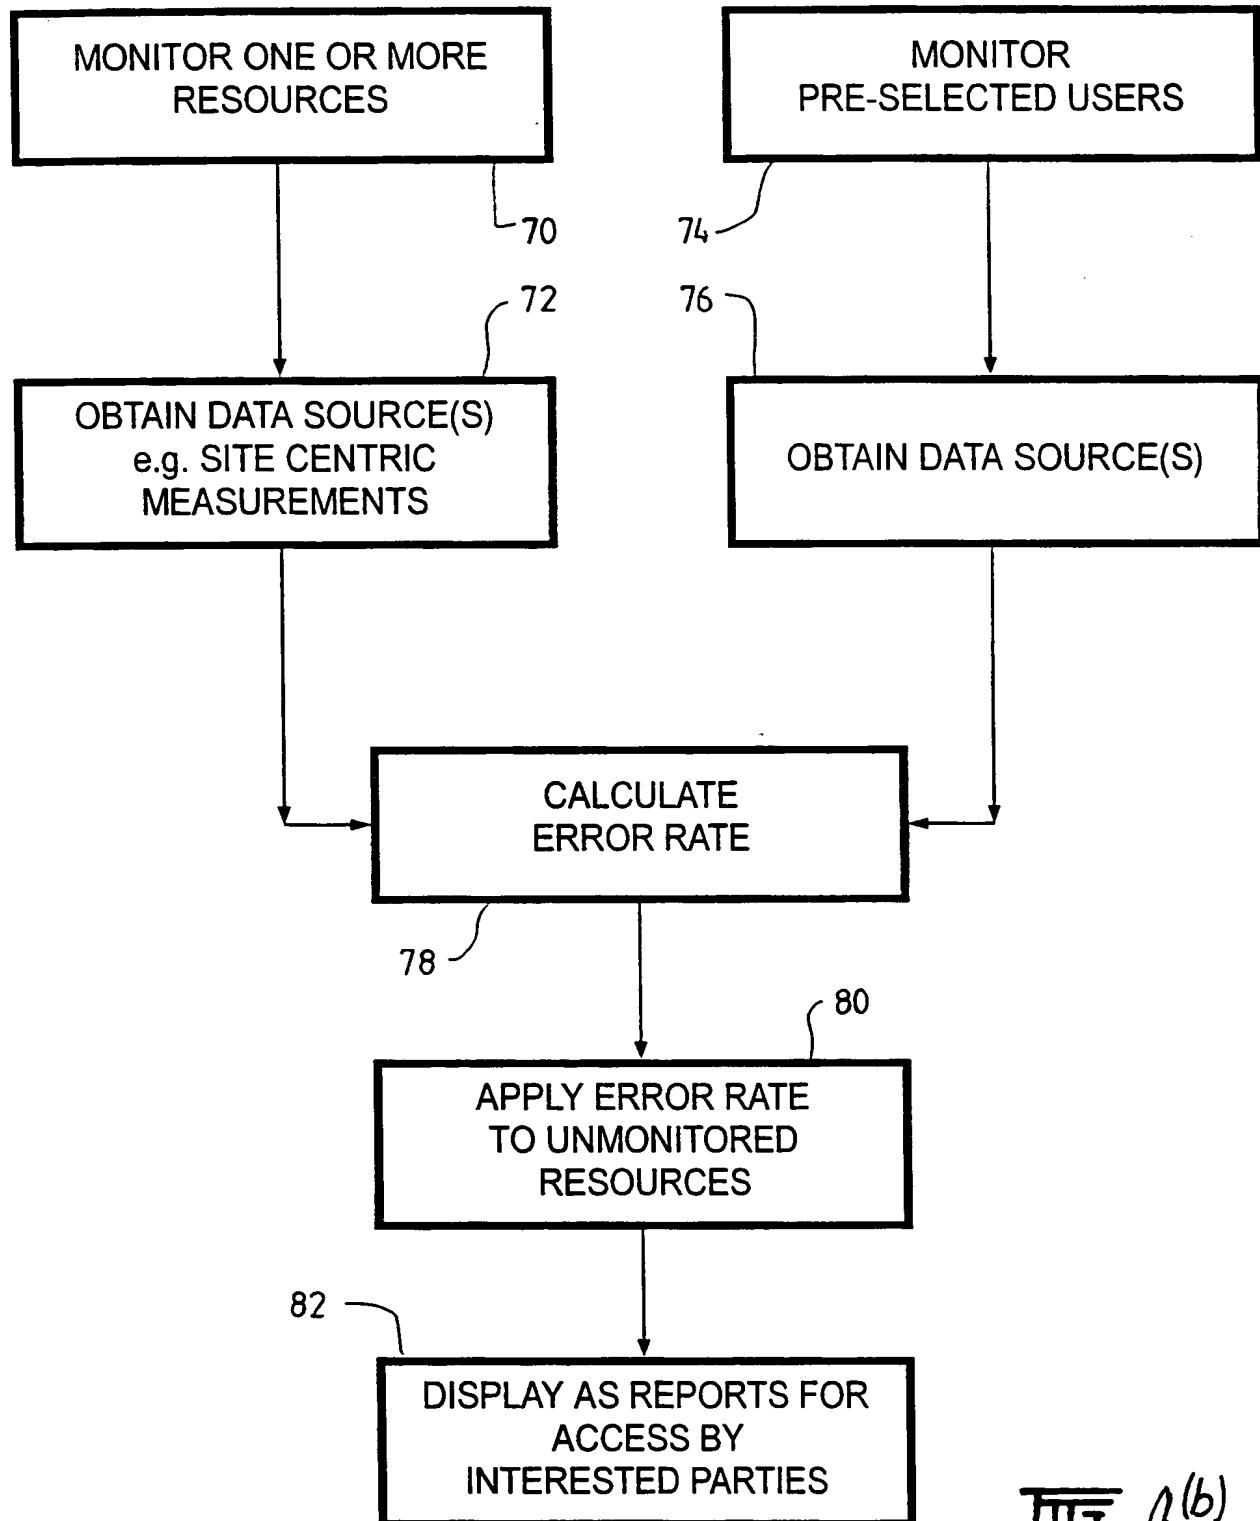 MONITOR ONE OR MORE
RESOURCES
MONITOR
PRE-SELECTED USERS
70
74
72
76
OBTAIN DATA SOURCE(S)
e.g. SITE CENTRIC
MEASUREMENTS
OBTAIN DATA SOURCE(S)
CALCULATE
ERROR RATE
78
80
APPLY ERROR RATE
TO UNMONITORED
RESOURCES
82
DISPLAY AS REPORTS FOR
ACCESS BY
INTERESTED PARTIES
(b)